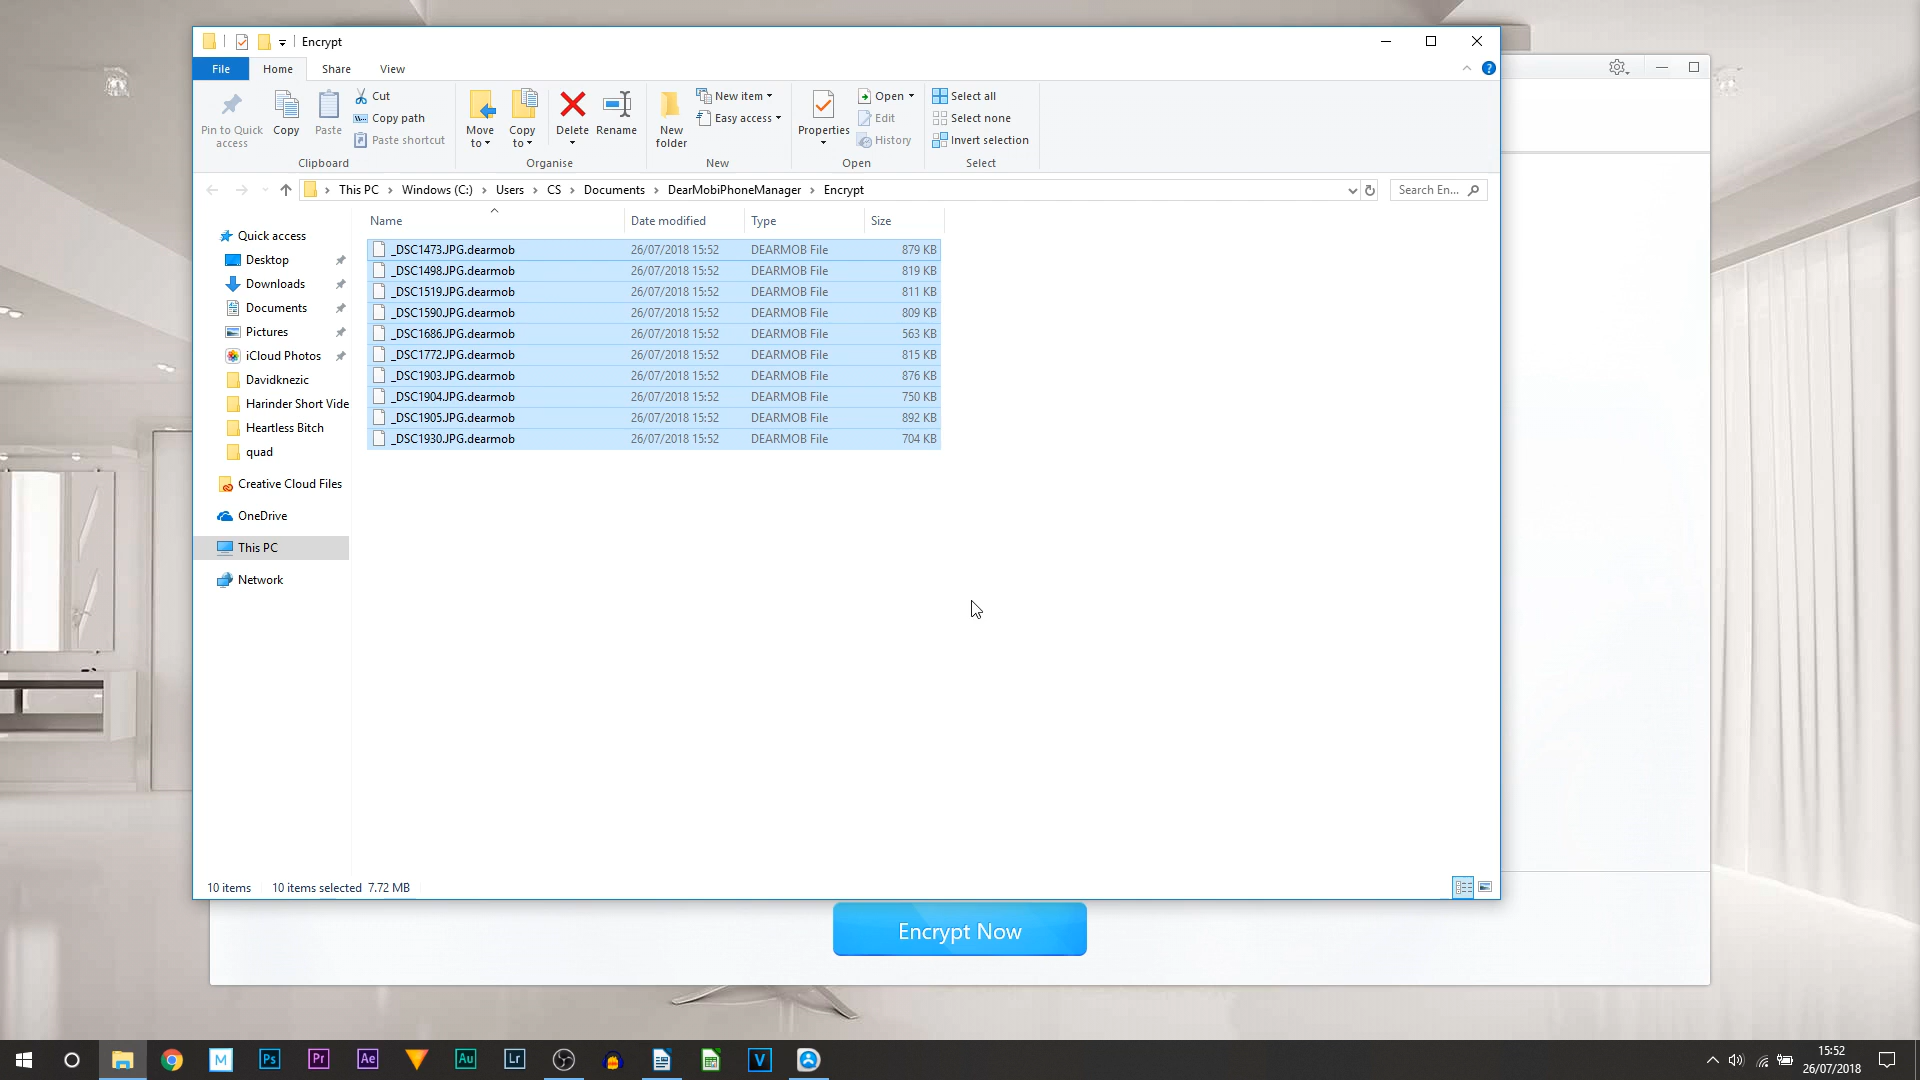 Encrypt
File Home Share View
Pin to Quick access
Copy
Paste
Cut
Copy path
Paste shortcut
Clipboard
Move to
Copy to
Delete
Rename
Organise
New folder
New item
Easy access
New
Properties
Open
Edit
History
Open
Select all
Select none
Invert selection
Select
This PC > Windows (C:) > Users > CS > Documents > DearMobiPhoneManager > Encrypt
Search En...
Quick access
Desktop
Downloads
Documents
Pictures
iCloud Photos
Davidknezic
Harinder Short Vide
Heartless Bitch
quad
Creative Cloud Files
OneDrive
This PC
Network
Name Date modified Type Size
_DSC1473.JPG.dearmob 26/07/2018 15:52 DEARMOB File 879 KB
_DSC1498.JPG.dearmob 26/07/2018 15:52 DEARMOB File 819 KB
_DSC1519.JPG.dearmob 26/07/2018 15:52 DEARMOB File 811 KB
_DSC1590.JPG.dearmob 26/07/2018 15:52 DEARMOB File 809 KB
_DSC1686.JPG.dearmob 26/07/2018 15:52 DEARMOB File 563 KB
_DSC1772.JPG.dearmob 26/07/2018 15:52 DEARMOB File 815 KB
_DSC1903.JPG.dearmob 26/07/2018 15:52 DEARMOB File 876 KB
_DSC1904.JPG.dearmob 26/07/2018 15:52 DEARMOB File 750 KB
_DSC1905.JPG.dearmob 26/07/2018 15:52 DEARMOB File 892 KB
_DSC1930.JPG.dearmob 26/07/2018 15:52 DEARMOB File 704 KB
10 items 10 items selected 7.72 MB
Encrypt Now
M Ps Pr Ae Au Lr V
15:52
26/07/2018